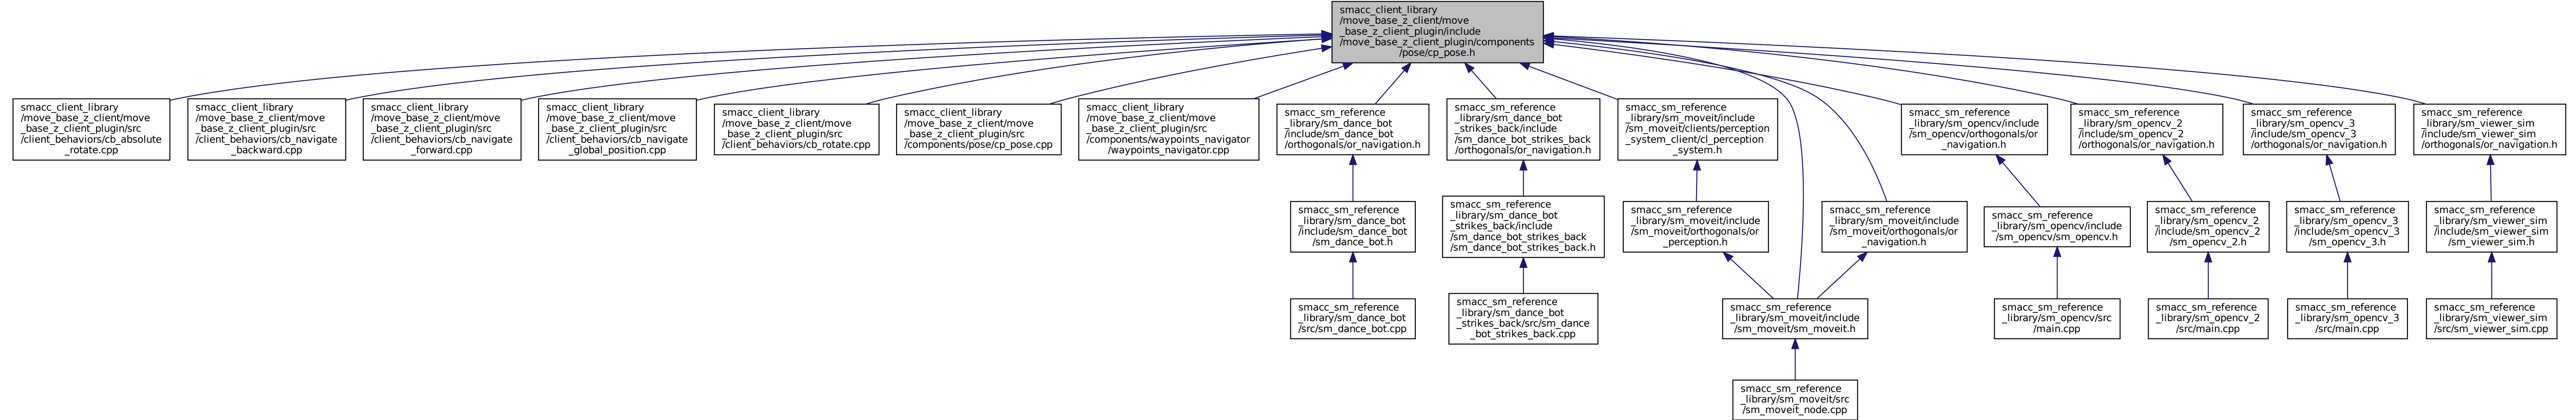 smacc_client_library
/move_base_z_client/move
_base_z_client_plugin/include
/move_base_z_client_plugin/components
/pose/cp_pose.h
smacc_client_library
/move_base_z_client/move
_base_z_client_plugin/src
/client_behaviors/cb_absolute
_rotate.cpp
smacc_client_library
/move_base_z_client/move
_base_z_client_plugin/src
/client_behaviors/cb_navigate
_backward.cpp
smacc_client_library
/move_base_z_client/move
_base_z_client_plugin/src
/client_behaviors/cb_navigate
_forward.cpp
smacc_client_library
/move_base_z_client/move
_base_z_client_plugin/src
/client_behaviors/cb_navigate
_global_position.cpp
smacc_client_library
/move_base_z_client/move
_base_z_client_plugin/src
/client_behaviors/cb_rotate.cpp
smacc_client_library
/move_base_z_client/move
_base_z_client_plugin/src
/components/pose/cp_pose.cpp
smacc_client_library
/move_base_z_client/move
_base_z_client_plugin/src
/components/waypoints_navigator
/waypoints_navigator.cpp
smacc_sm_reference
_library/sm_dance_bot
/include/sm_dance_bot
/orthogonals/or_navigation.h
smacc_sm_reference
_library/sm_dance_bot
_strikes_back/include
/sm_dance_bot_strikes_back
/orthogonals/or_navigation.h
smacc_sm_reference
_library/sm_moveit/include
/sm_moveit/clients/perception
_system_client/cl_perception
_system.h
smacc_sm_reference
_library/sm_opencv/include
/sm_opencv/orthogonals/or
_navigation.h
smacc_sm_reference
_library/sm_opencv_2
/include/sm_opencv_2
/orthogonals/or_navigation.h
smacc_sm_reference
_library/sm_opencv_3
/include/sm_opencv_3
/orthogonals/or_navigation.h
smacc_sm_reference
_library/sm_viewer_sim
/include/sm_viewer_sim
/orthogonals/or_navigation.h
smacc_sm_reference
_library/sm_dance_bot
/include/sm_dance_bot
/sm_dance_bot.h
smacc_sm_reference
_library/sm_dance_bot
_strikes_back/include
/sm_dance_bot_strikes_back
/sm_dance_bot_strikes_back.h
smacc_sm_reference
_library/sm_moveit/include
/sm_moveit/orthogonals/or
_perception.h
smacc_sm_reference
_library/sm_moveit/include
/sm_moveit/orthogonals/or
_navigation.h
smacc_sm_reference
_library/sm_opencv/include
/sm_opencv/sm_opencv.h
smacc_sm_reference
_library/sm_opencv_2
/include/sm_opencv_2
/sm_opencv_2.h
smacc_sm_reference
_library/sm_opencv_3
/include/sm_opencv_3
/sm_opencv_3.h
smacc_sm_reference
_library/sm_viewer_sim
/include/sm_viewer_sim
/sm_viewer_sim.h
smacc_sm_reference
_library/sm_dance_bot
/src/sm_dance_bot.cpp
smacc_sm_reference
_library/sm_dance_bot
_strikes_back/src/sm_dance
_bot_strikes_back.cpp
smacc_sm_reference
_library/sm_moveit/include
/sm_moveit/sm_moveit.h
smacc_sm_reference
_library/sm_opencv/src
/main.cpp
smacc_sm_reference
_library/sm_opencv_2
/src/main.cpp
smacc_sm_reference
_library/sm_opencv_3
/src/main.cpp
smacc_sm_reference
_library/sm_viewer_sim
/src/sm_viewer_sim.cpp
smacc_sm_reference
_library/sm_moveit/src
/sm_moveit_node.cpp